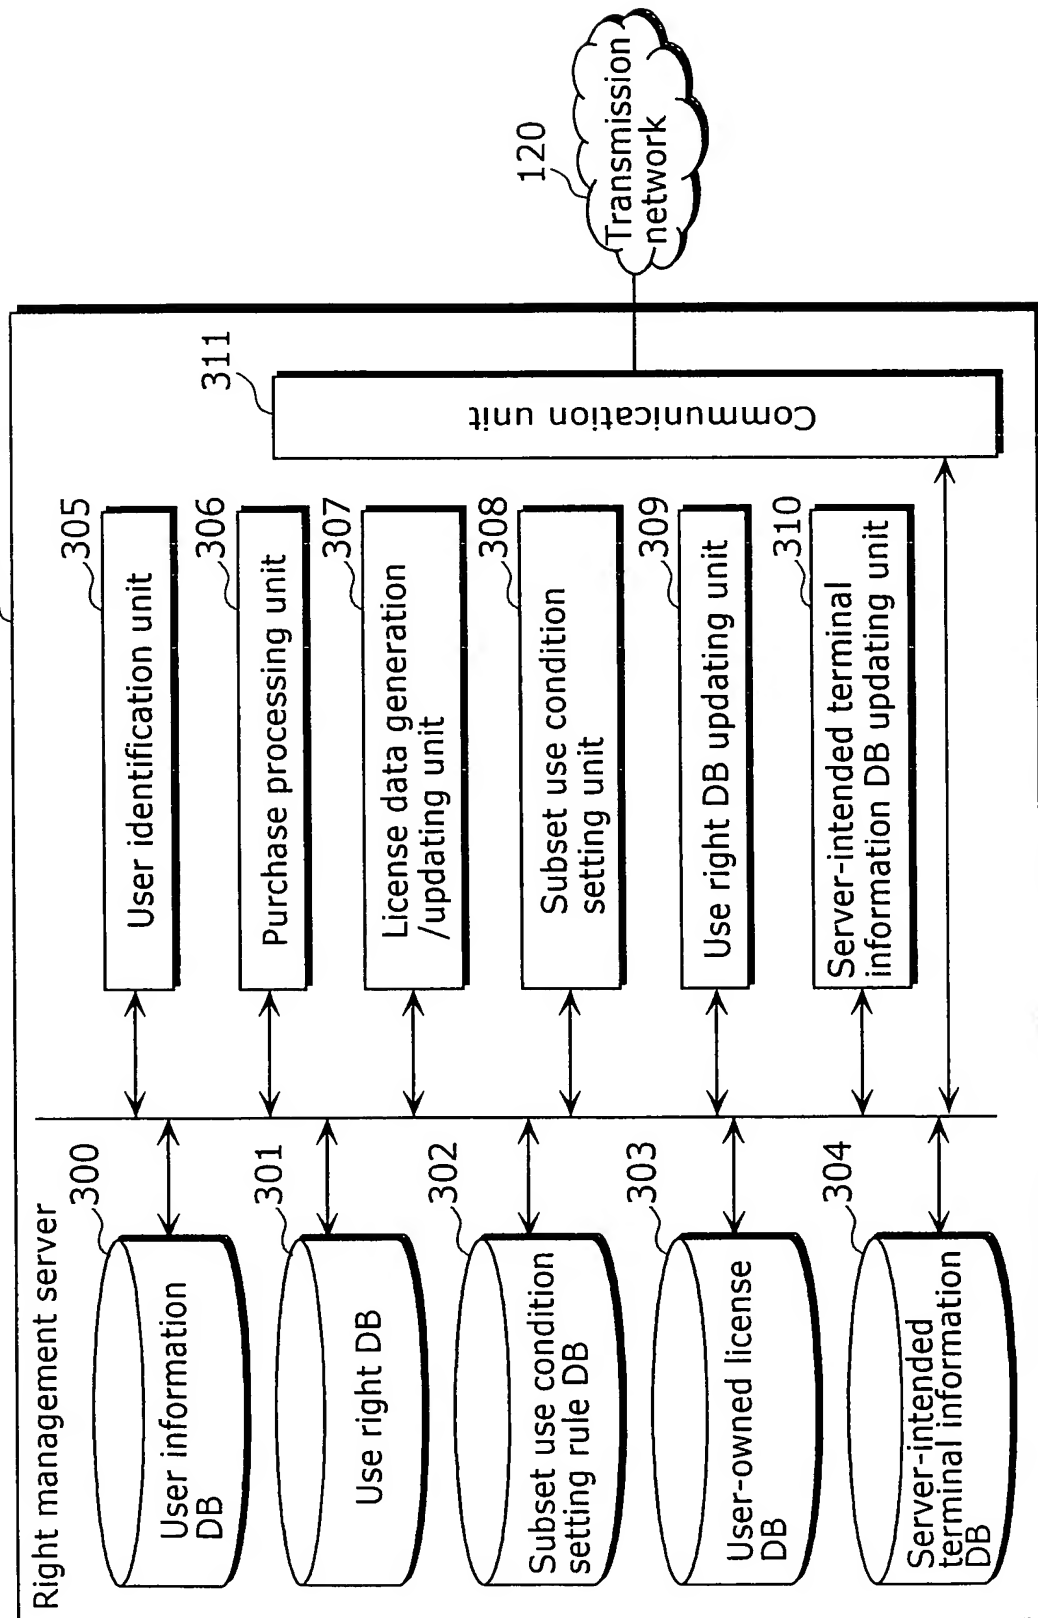 Right management server
300
User information
DB
301
Use right DB
302
Subset use condition
setting rule DB
303
User-owned license
DB
304
Server-intended
terminal information
DB
305
User identification unit
306
Purchase processing unit
307
License data generation
/updating unit
308
Subset use condition
setting unit
309
Use right DB updating unit
310
Server-intended terminal
information DB updating unit
311
Communication unit
120
Transmission
network